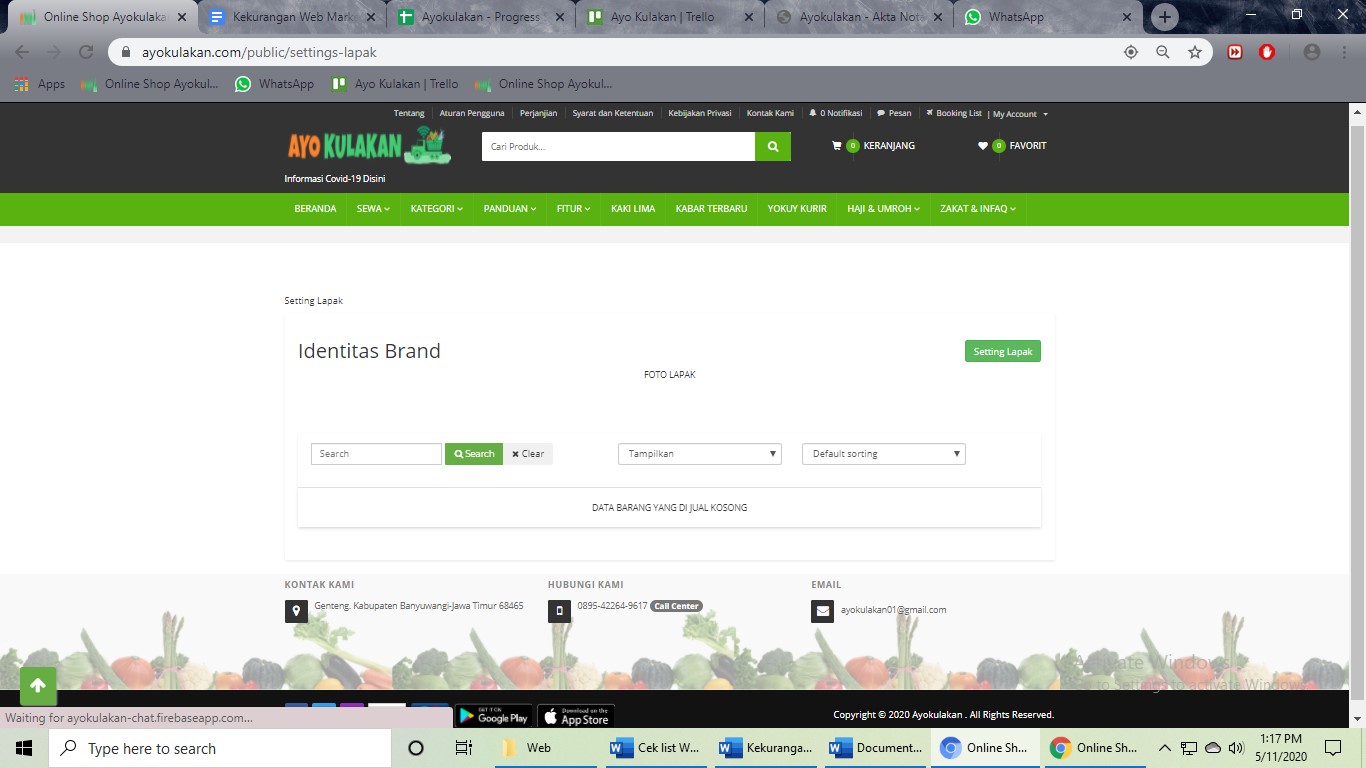 Online Shop Ayokulaka
Kekurangan Web Mark
Ayokulakan - Progress
Ayo Kulakan | Trello
Ayokulakan - Akta Nota
WhatsApp
ayokulakan.com/public/settings-lapak
Apps
Online Shop Ayokul...
WhatsApp
Ayo Kulakan | Trello
Online Shop Ayokul...
Tentang
Aturan Pengguna
Perjanjian
Syarat dan Ketentuan
Kebijakan Privasi
Kontak Kami
0 Notifikasi
Pesan
Booking List
| My Account
AYO KULAKAN
Cari Produk...
0 KERANJANG
0 FAVORIT
Informasi Covid-19 Disini
BERANDA
SEWA
KATEGORI
PANDUAN
FITUR
KAKI LIMA
KABAR TERBARU
YOKUY KURIR
HAJI & UMROH
ZAKAT & INFAQ
Setting Lapak
Identitas Brand
Setting Lapak
FOTO LAPAK
Search
Search
Clear
Tampilkan
Default sorting
DATA BARANG YANG DI JUAL KOSONG
KONTAK KAMI
Genteng. Kabupaten Banyuwangi-Jawa Timur 68465
HUBUNGI KAMI
0895-42264-9617 Call Center
EMAIL
ayokulakan01@gmail.com
Activate Windows
Go to Settings to activate Windows.
Waiting for ayokulakan-chat.firebaseapp.com...
GET IT ON
Google Play
Download on the
App Store
Copyright © 2020 Ayokulakan . All Rights Reserved.
Type here to search
Web
Cek list W...
Kekuranga...
Document...
Online Sh...
Online Sh...
1:17 PM
5/11/2020